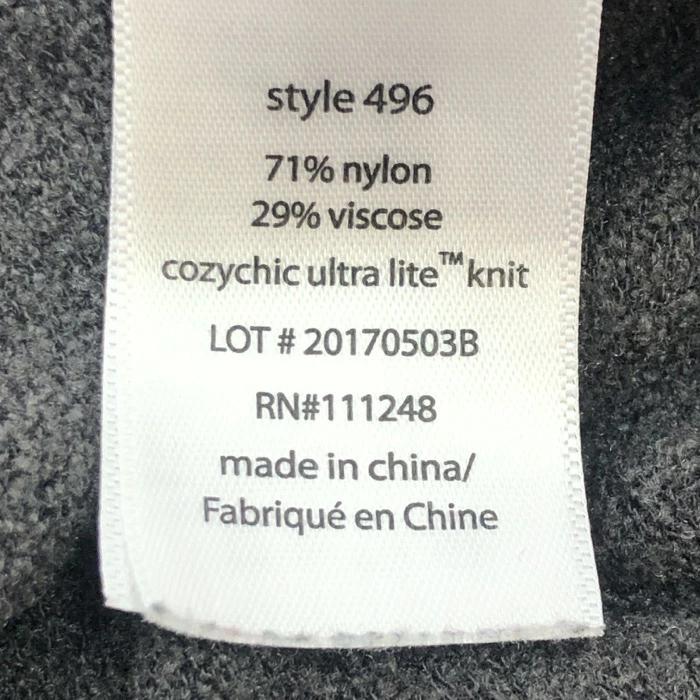 style 496
71% nylon
29% viscose
cozychic ultra lite™ knit
LOT # 20170503B
RN#111248
made in china/
Fabriqué en Chine